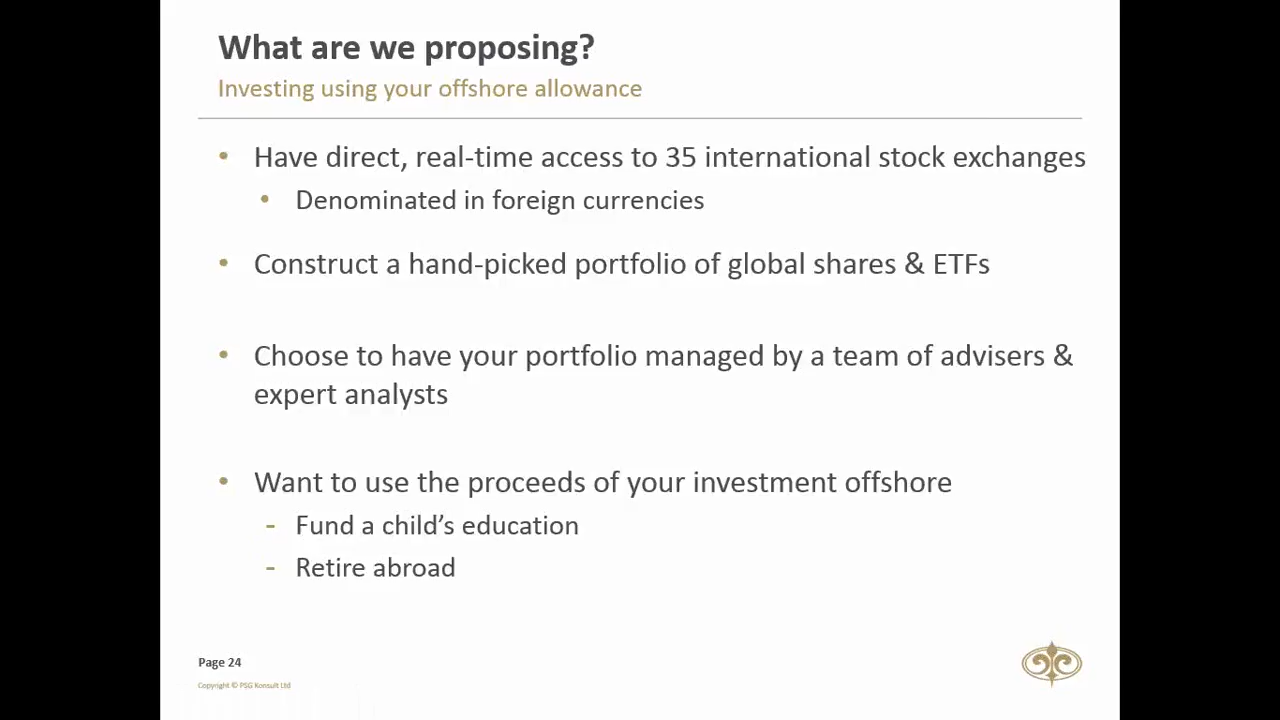 What are we proposing?
Investing using your offshore allowance
• Have direct, real-time access to 35 international stock exchanges
• Denominated in foreign currencies
• Construct a hand-picked portfolio of global shares & ETFs
• Choose to have your portfolio managed by a team of advisers &
expert analysts
• Want to use the proceeds of your investment offshore
- Fund a child’s education
- Retire abroad
Page 24
Copyright © PSG Konsult Ltd